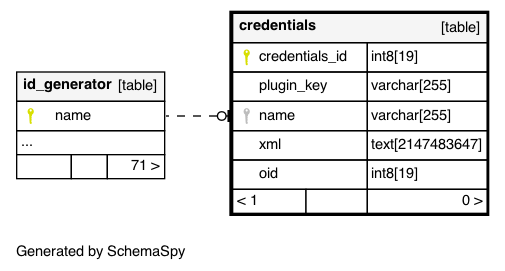 credentials [table]
credentials_id int8[19]
plugin_key varchar[255]
name varchar[255]
xml text[2147483647]
oid int8[19]
< 1 0 >
id_generator [table]
name
...
71 >
Generated by SchemaSpy